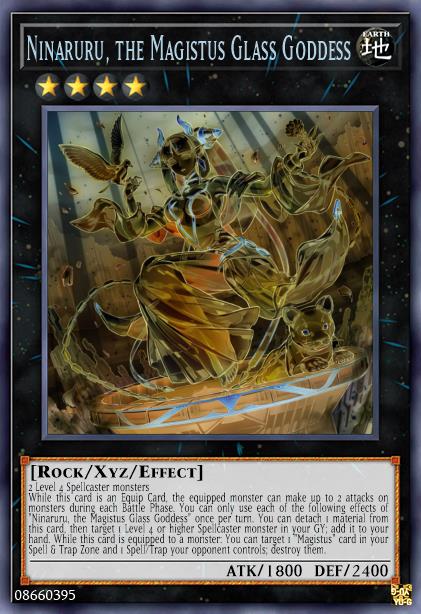 Ninaruru, the Magistus Glass Goddess
EARTH
地
[Rock/Xyz/Effect]
2 Level 4 Spellcaster monsters
While this card is an Equip Card, the equipped monster can make up to 2 attacks on
monsters during each Battle Phase. You can only use each of the following effects of
"Ninaruru, the Magistus Glass Goddess" once per turn. You can detach 1 material from
this card, then target 1 Level 4 or higher Spellcaster monster in your GY; add it to your
hand. While this card is equipped to a monster: You can target 1 "Magistus" card in your
Spell & Trap Zone and 1 Spell/Trap your opponent controls; destroy them.
ATK/1800 DEF/2400
08660395